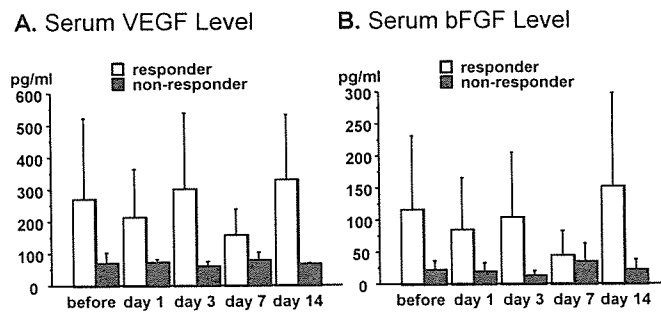 A. Serum VEGF Level
pg/ml
responder
non-responder
600
500
400
300
200
100
0
before day 1 day 3 day 7 day 14
B. Serum bFGF Level
pg/ml
responder
non-responder
300
250
200
150
100
50
0
before day 1 day 3 day 7 day 14